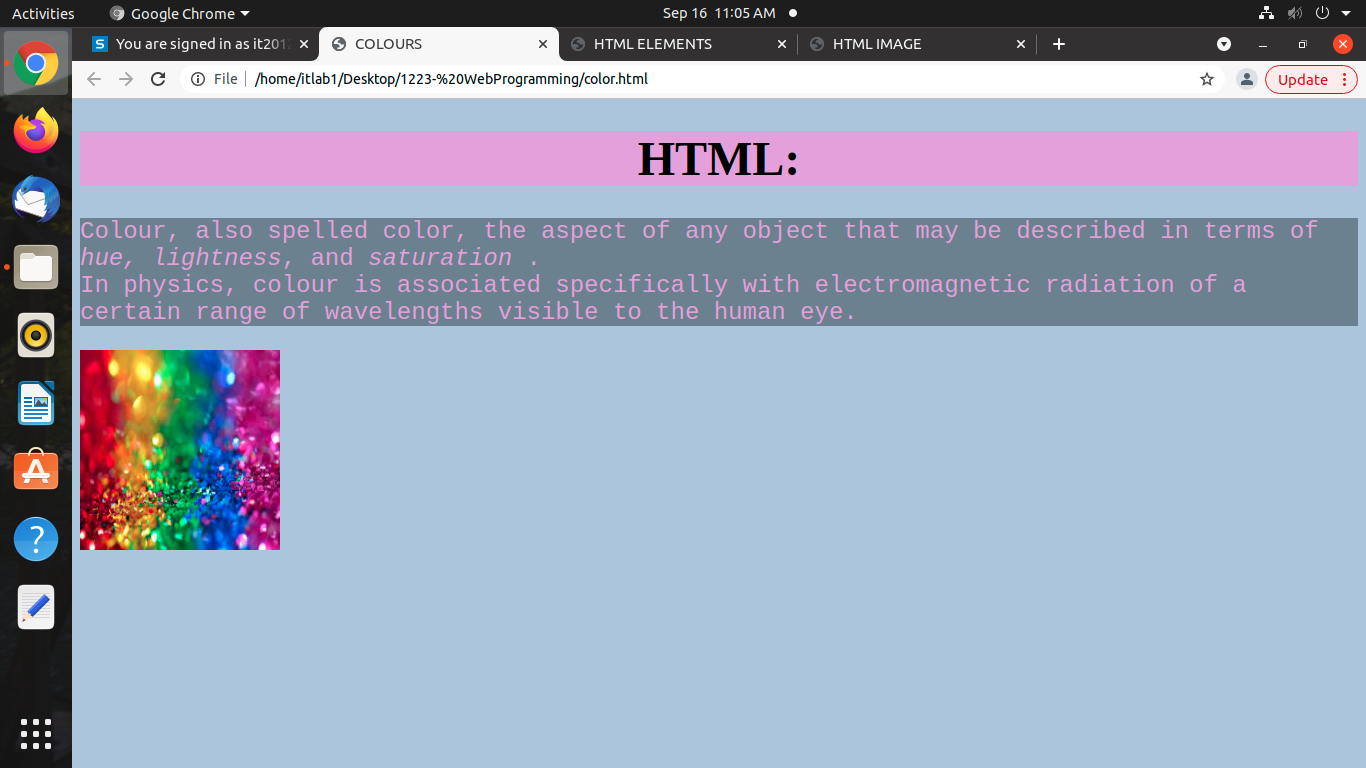 Activities Google Chrome Sep 16 11:05 AM
You are signed in as it201 COLOURS HTML ELEMENTS HTML IMAGE
File /home/itlab1/Desktop/1223-%20WebProgramming/color.html Update
HTML:
Colour, also spelled color, the aspect of any object that may be described in terms of
hue, lightness, and saturation .
In physics, colour is associated specifically with electromagnetic radiation of a
certain range of wavelengths visible to the human eye.